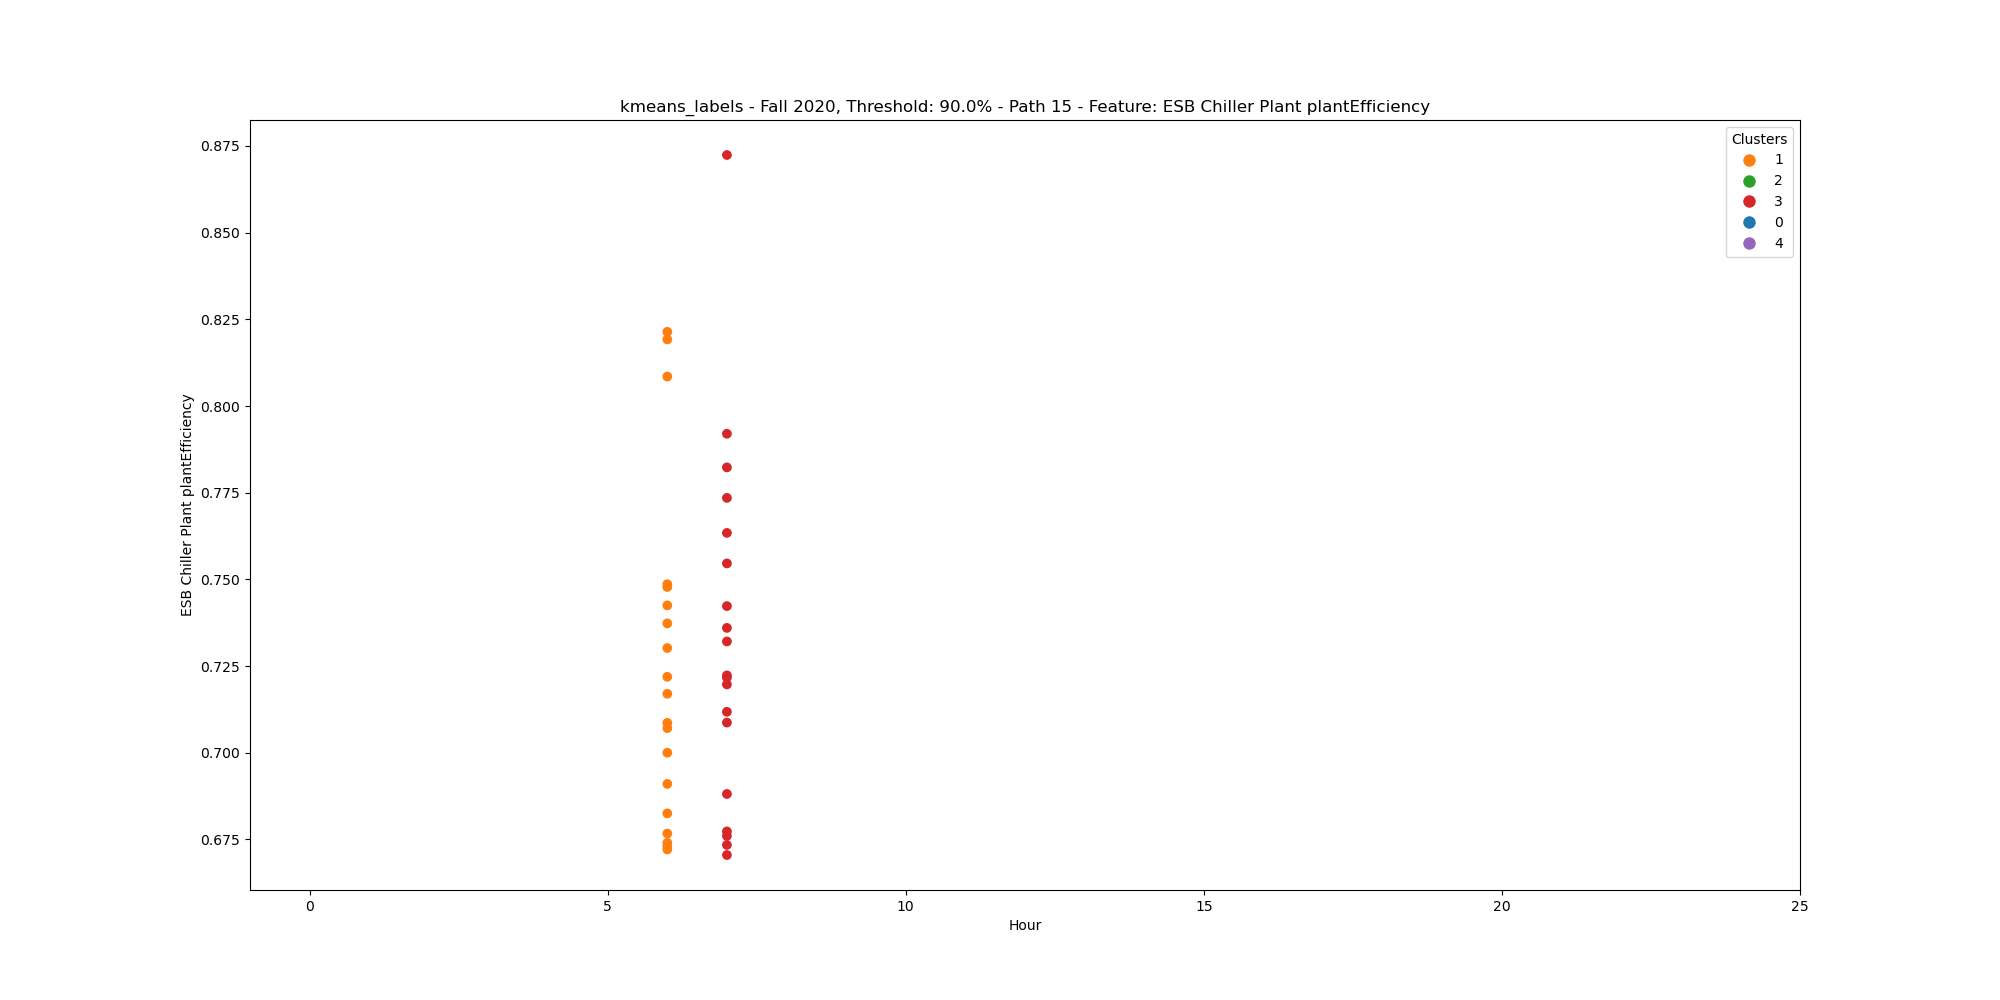 kmeans_labels - Fall 2020, Threshold: 90.0% - Path 15 - Feature: ESB Chiller Plant plantEfficiency
Clusters
1
2
3
0
4
ESB Chiller Plant plantEfficiency
0.875
0.850
0.825
0.800
0.775
0.750
0.725
0.700
0.675
0 5 10 15 20 25
Hour